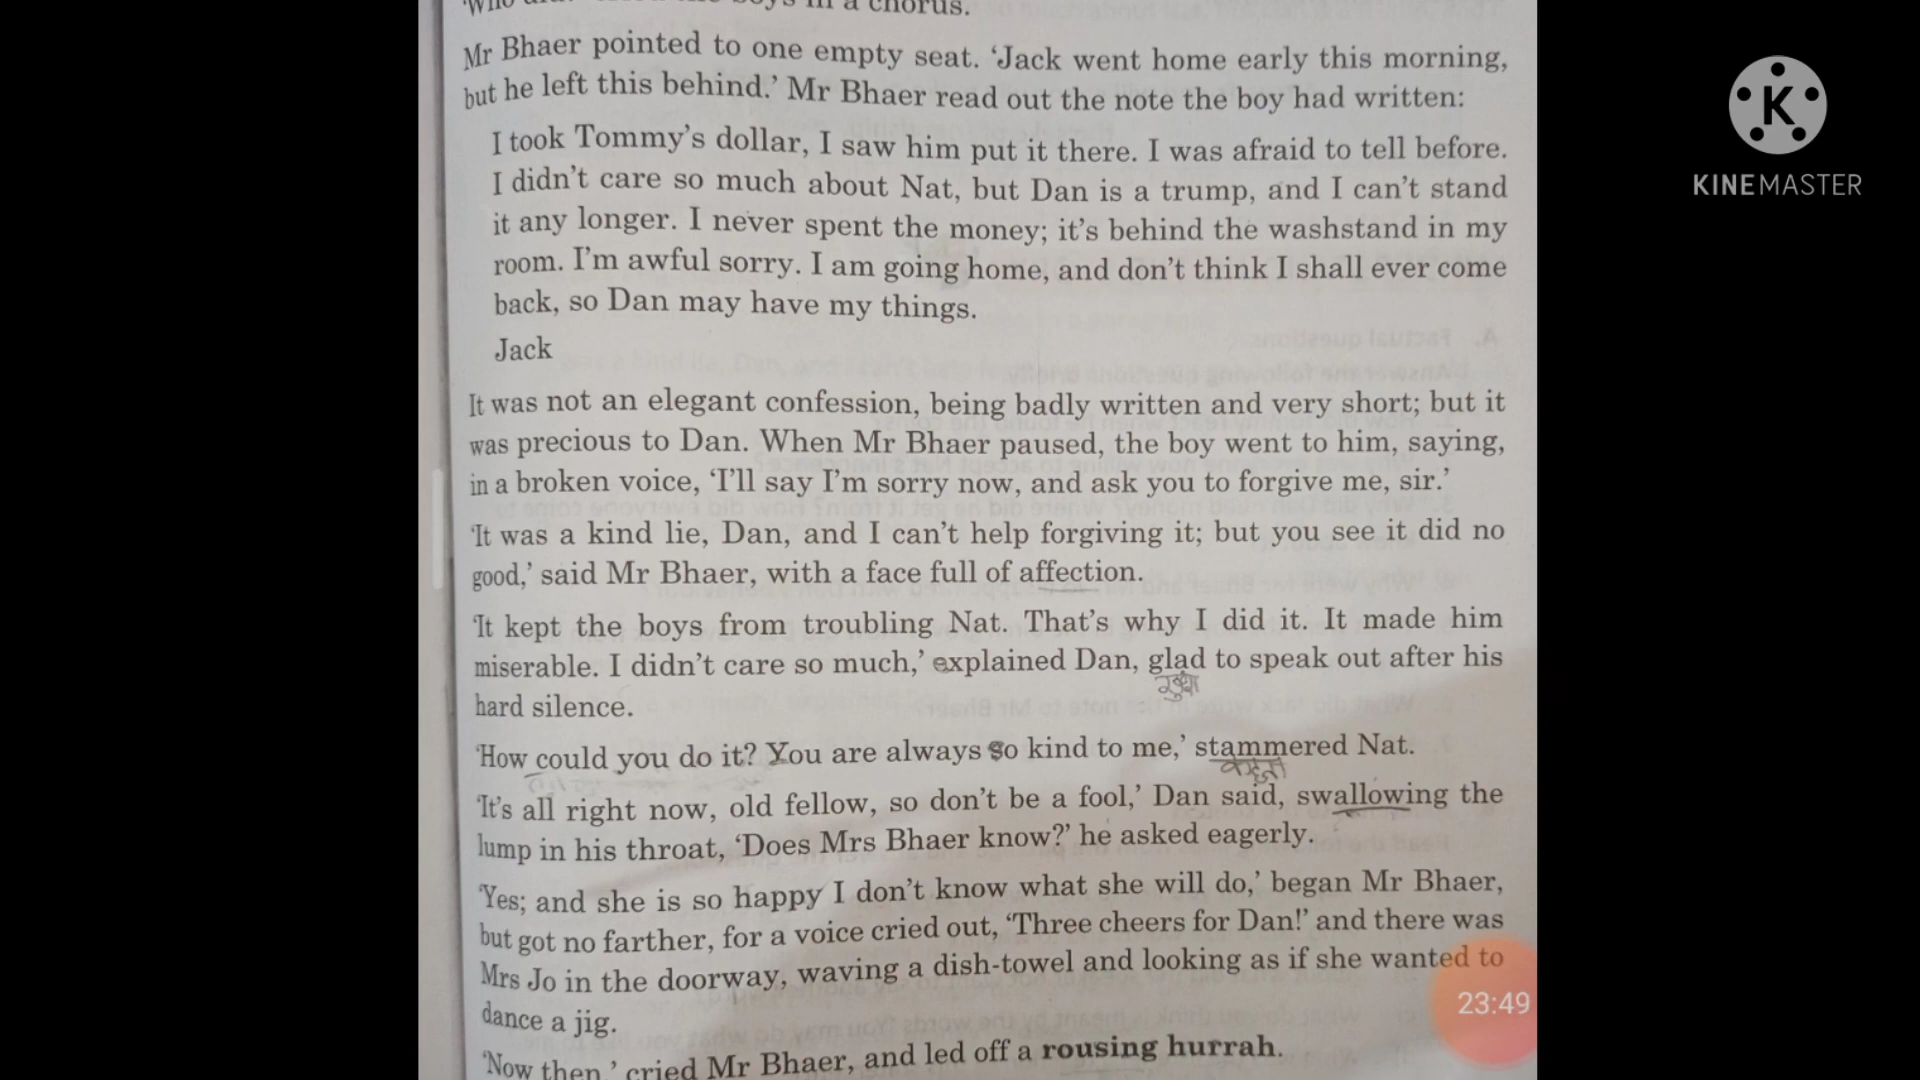 boys in a chorus.
Mr Bhaer pointed to one empty seat. ‘Jack went home early this morning,
but he left this behind.’ Mr Bhaer read out the note the boy had written:
I took Tommy’s dollar, I saw him put it there. I was afraid to tell before.
I didn’t care so much about Nat, but Dan is a trump, and I can’t stand
it any longer. I never spent the money; it’s behind the washstand in my
room. I’m awful sorry. I am going home, and don’t think I shall ever come
back, so Dan may have my things.
Jack
It was not an elegant confession, being badly written and very short; but it
was precious to Dan. When Mr Bhaer paused, the boy went to him, saying,
in a broken voice, ‘I’ll say I’m sorry now, and ask you to forgive me, sir.’
‘It was a kind lie, Dan, and I can’t help forgiving it; but you see it did no
good,’ said Mr Bhaer, with a face full of affection.
‘It kept the boys from troubling Nat. That’s why I did it. It made him
miserable. I didn’t care so much,’ explained Dan, glad to speak out after his
hard silence.
‘How could you do it? You are always so kind to me,’ stammered Nat.
‘It’s all right now, old fellow, so don’t be a fool,’ Dan said, swallowing the
lump in his throat, ‘Does Mrs Bhaer know?’ he asked eagerly.
‘Yes; and she is so happy I don’t know what she will do,’ began Mr Bhaer,
but got no farther, for a voice cried out, ‘Three cheers for Dan!’ and there was
Mrs Jo in the doorway, waving a dish-towel and looking as if she wanted to
dance a jig.
‘Now then,’ cried Mr Bhaer, and led off a rousing hurrah.
K
KINEMASTER
23:49